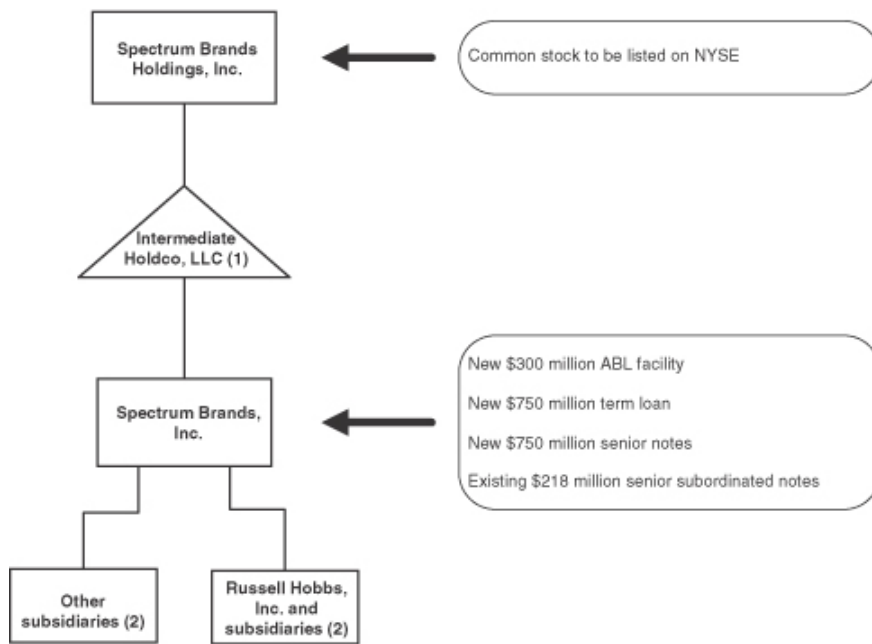 Spectrum Brands
Holdings, Inc.
Common stock to be listed on NYSE
Intermediate
Holdco, LLC (1)
Spectrum Brands,
Inc.
New $300 million ABL facility
New $750 million term loan
New $750 million senior notes
Existing $218 million senior subordinated notes
Other
subsidiaries (2)
Russell Hobbs,
Inc. and
subsidiaries (2)